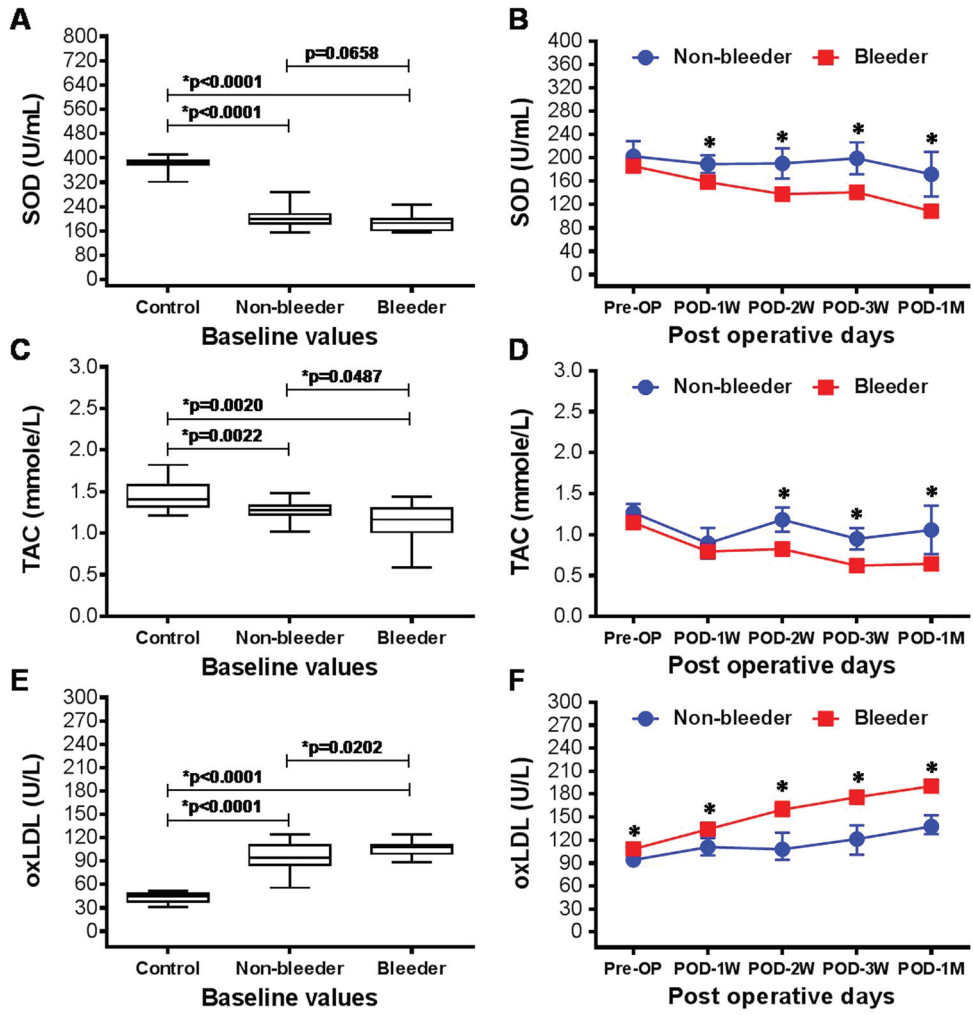 A
SOD (U/mL)
800
720
640
560
480
400
320
240
160
80
0
p=0.0658
*p<0.0001
*p<0.0001
Control Non-bleeder Bleeder
Baseline values
B
SOD (U/mL)
400
360
320
280
240
200
160
120
80
40
0
Non-bleeder Bleeder
* * * *
Pre-OP POD-1W POD-2W POD-3W POD-1M
Post operative days
C
TAC (mmole/L)
3.0
2.5
2.0
1.5
1.0
0.5
0.0
*p=0.0487
*p=0.0020
*p=0.0022
Control Non-bleeder Bleeder
Baseline values
D
TAC (mmole/L)
3.0
2.5
2.0
1.5
1.0
0.5
0.0
Non-bleeder Bleeder
* * *
Pre-OP POD-1W POD-2W POD-3W POD-1M
Post operative days
E
oxLDL (U/L)
300
270
240
210
180
150
120
90
60
30
0
*p=0.0202
*p<0.0001
*p<0.0001
Control Non-bleeder Bleeder
Baseline values
F
oxLDL (U/L)
300
270
240
210
180
150
120
90
60
30
0
Non-bleeder Bleeder
* * * * *
Pre-OP POD-1W POD-2W POD-3W POD-1M
Post operative days